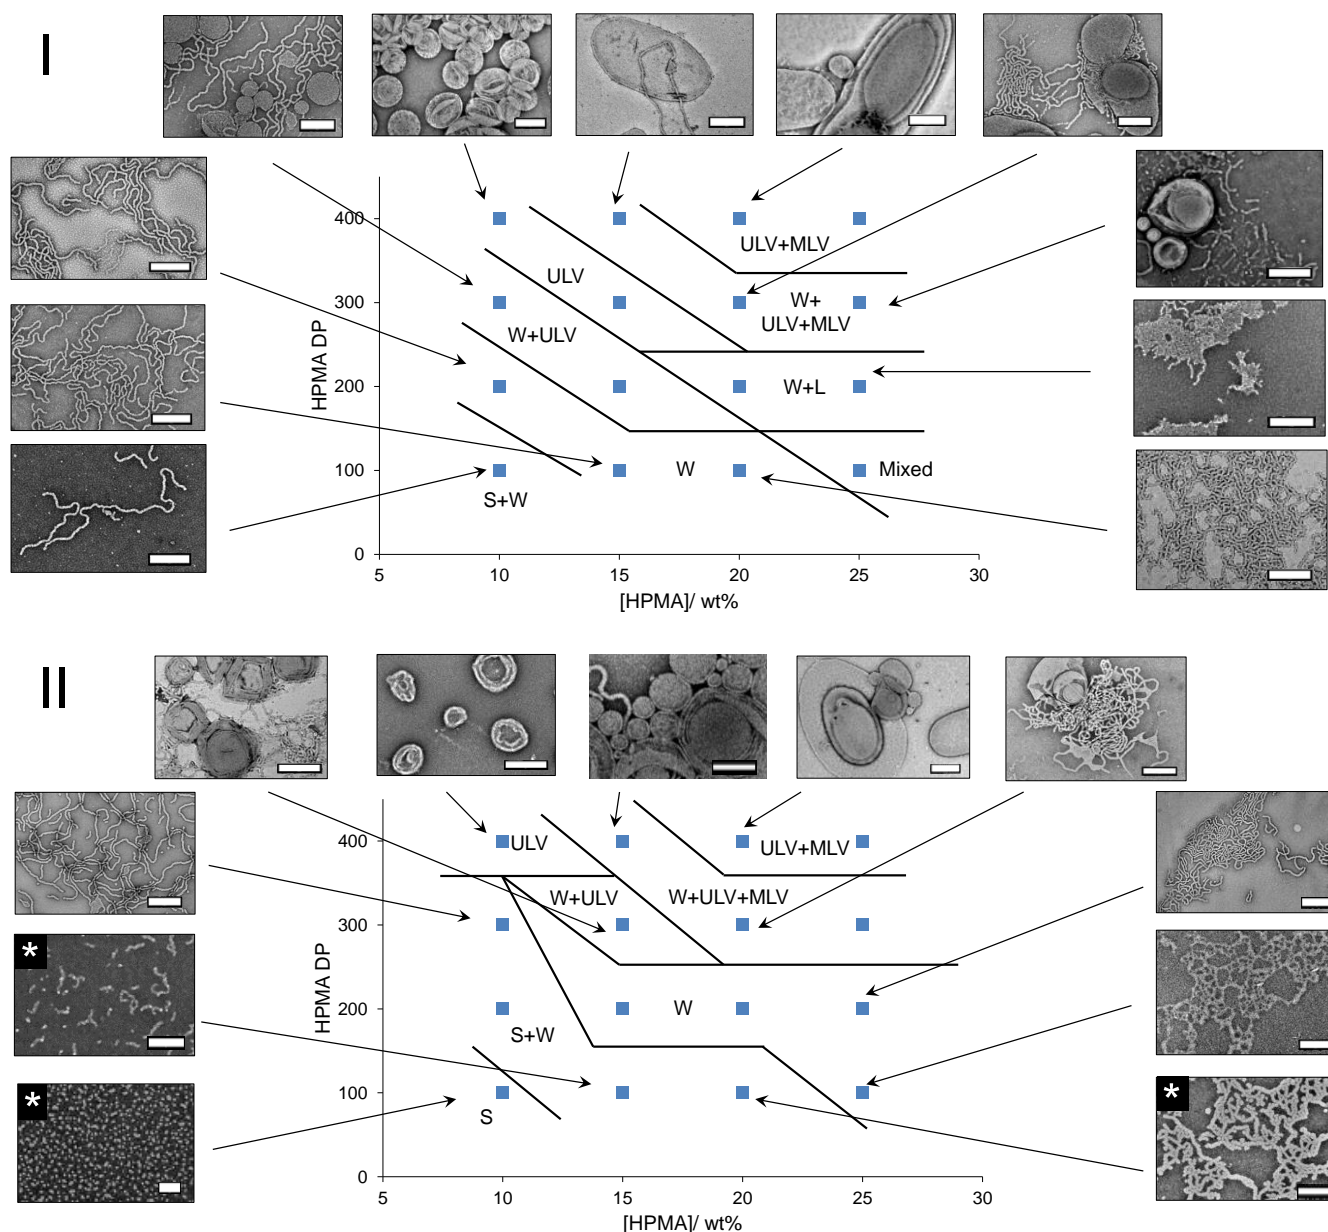 I
400
300
200
100
0
HPMA DP
ULV+MLV
ULV
W+
ULV+MLV
W+ULV
W+L
W
Mixed
S+W
5
10
15
20
25
30
[HPMA]/ wt%
II
*
*
*
400
300
200
100
0
HPMA DP
ULV
ULV+MLV
W+ULV
W+ULV+MLV
W
S+W
S
5
10
15
20
25
30
[HPMA]/ wt%